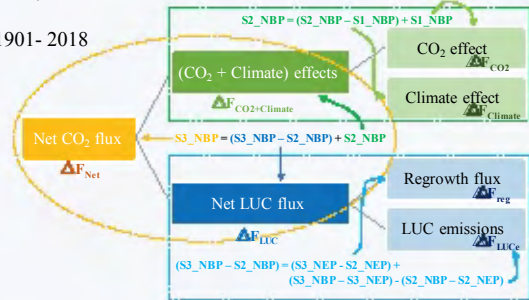 S2_NBP = (S2_NBP – S1_NBP) + S1_NBP
1901- 2018
CO2 effect
ΔF_CO2
(CO2 + Climate) effects
ΔF_CO2+Climate
Climate effect
ΔF_Climate
Net CO2 flux
ΔF_Net
S3_NBP = (S3_NBP – S2_NBP) + S2_NBP
Regrowth flux
ΔF_reg
Net LUC flux
ΔF_LUC
LUC emissions
ΔF_LUCe
(S3_NBP – S2_NBP) = (S3_NEP - S2_NEP) +
(S3_NBP – S3_NEP) - (S2_NBP – S2_NEP)